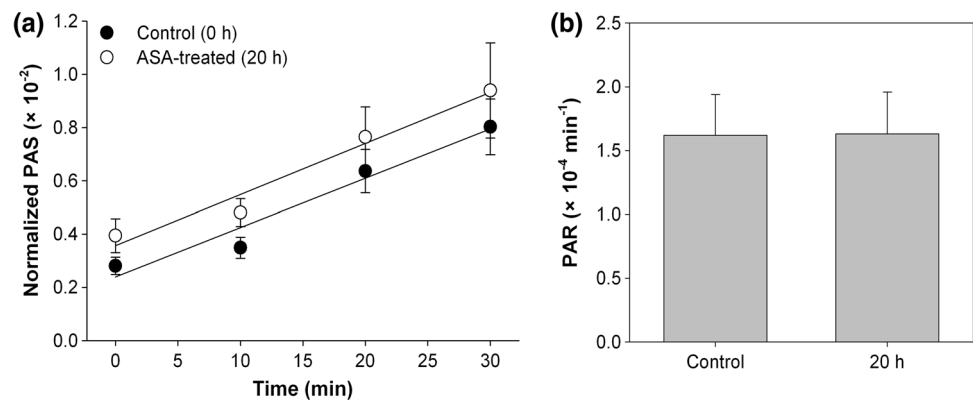 (a)
Control (0 h)
ASA-treated (20 h)
Normalized PAS (× 10⁻²)
1.2
1.0
0.8
0.6
0.4
0.2
0.0
0 5 10 15 20 25 30
Time (min)
(b)
PAR (× 10⁻⁴ min⁻¹)
2.5
2.0
1.5
1.0
0.5
0.0
Control 20 h